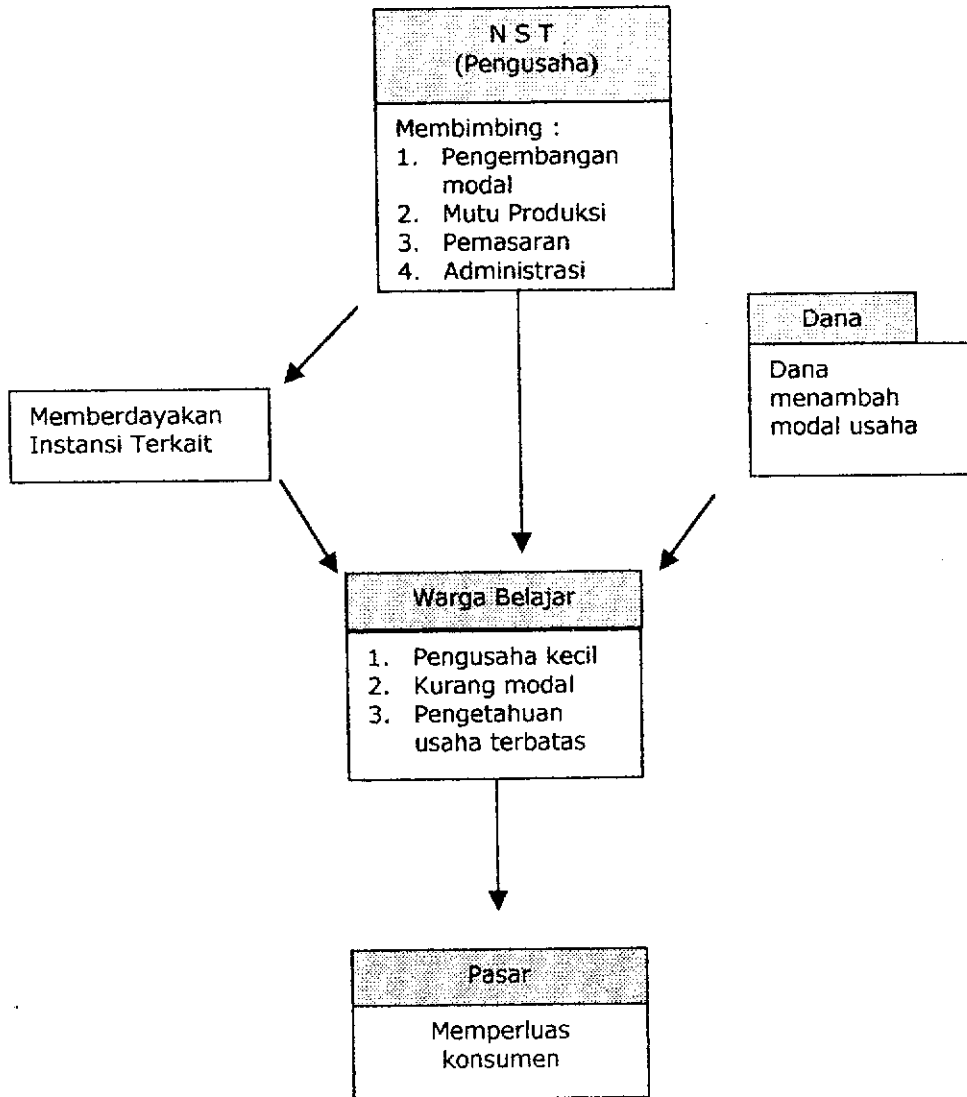 N S T
(Pengusaha)
Membimbing :
1. Pengembangan
modal
2. Mutu Produksi
3. Pemasaran
4. Administrasi
Dana
Dana
menambah
modal usaha
Memberdayakan
Instansi Terkait
Warga Belajar
1. Pengusaha kecil
2. Kurang modal
3. Pengetahuan
usaha terbatas
Pasar
Memperluas
konsumen